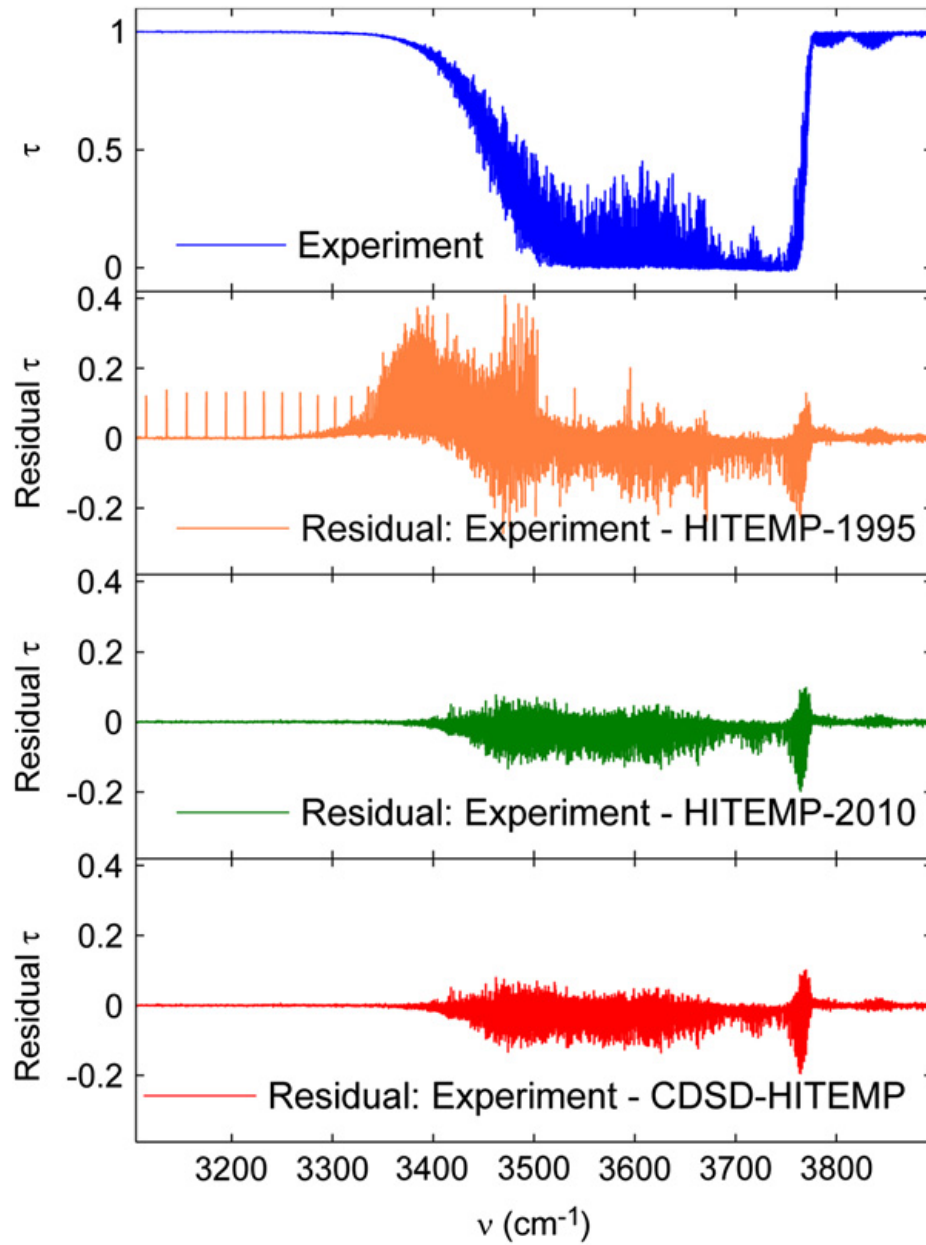 1
0.5
0
τ
Experiment
0.4
0.2
0
-0.2
Residual τ
Residual: Experiment - HITEMP-1995
0.4
0.2
0
-0.2
Residual τ
Residual: Experiment - HITEMP-2010
0.4
0.2
0
-0.2
Residual τ
Residual: Experiment - CDSD-HITEMP
3200 3300 3400 3500 3600 3700 3800
ν (cm⁻¹)